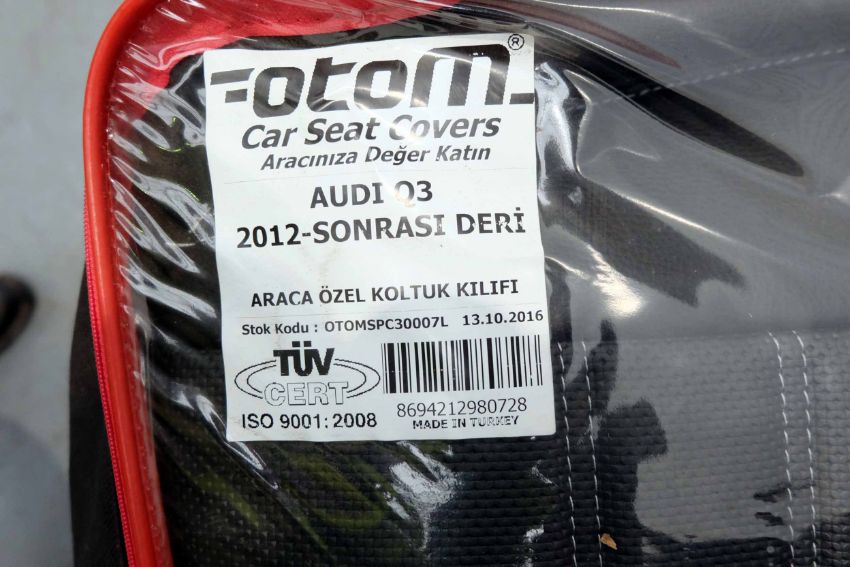 otom®
Car Seat Covers
Aracınıza Değer Katın
AUDI Q3
2012-SONRASI DERİ
ARACA ÖZEL KOLTUK KILIFI
Stok Kodu : OTOMSPC30007L 13.10.2016
TÜV
CERT
ISO 9001:2008
8694212980728
MADE IN TURKEY